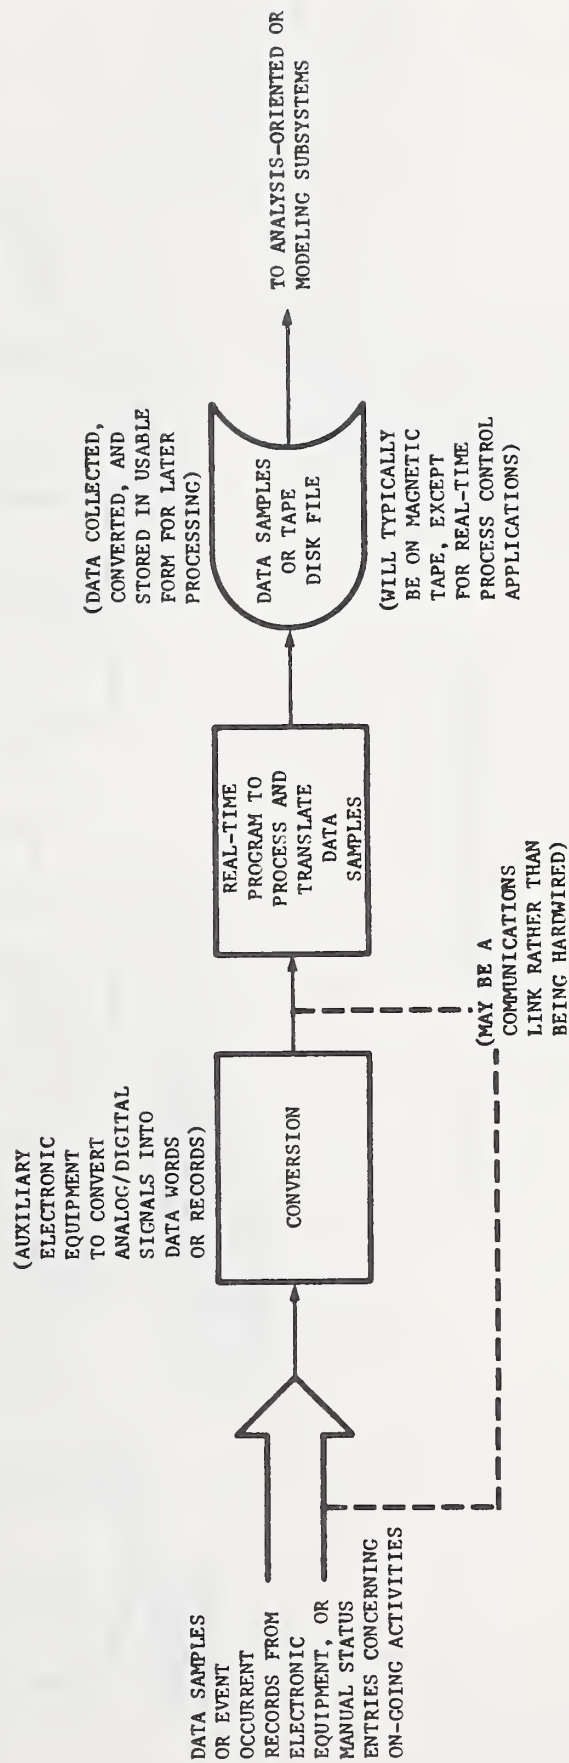 DATA SAMPLES
OR EVENT
OCCURRENT
RECORDS FROM
ELECTRONIC
EQUIPMENT, OR
MANUAL STATUS
ENTRIES CONCERNING
ON-GOING ACTIVITIES
(AUXILIARY
ELECTRONIC
EQUIPMENT
TO CONVERT
ANALOG/DIGITAL
SIGNALS INTO
DATA WORDS
OR RECORDS)
CONVERSION
(MAY BE A
COMMUNICATIONS
LINK RATHER THAN
BEING HARDWIRED)
REAL-TIME
PROGRAM TO
PROCESS AND
TRANSLATE
DATA
SAMPLES
(DATA COLLECTED,
CONVERTED, AND
STORED IN USABLE
FORM FOR LATER
PROCESSING)
DATA SAMPLES
OR TAPE
DISK FILE
(WILL TYPICALLY
BE ON MAGNETIC
TAPE, EXCEPT
FOR REAL-TIME
PROCESS CONTROL
APPLICATIONS)
TO ANALYSIS-ORIENTED OR
MODELING SUBSYSTEMS